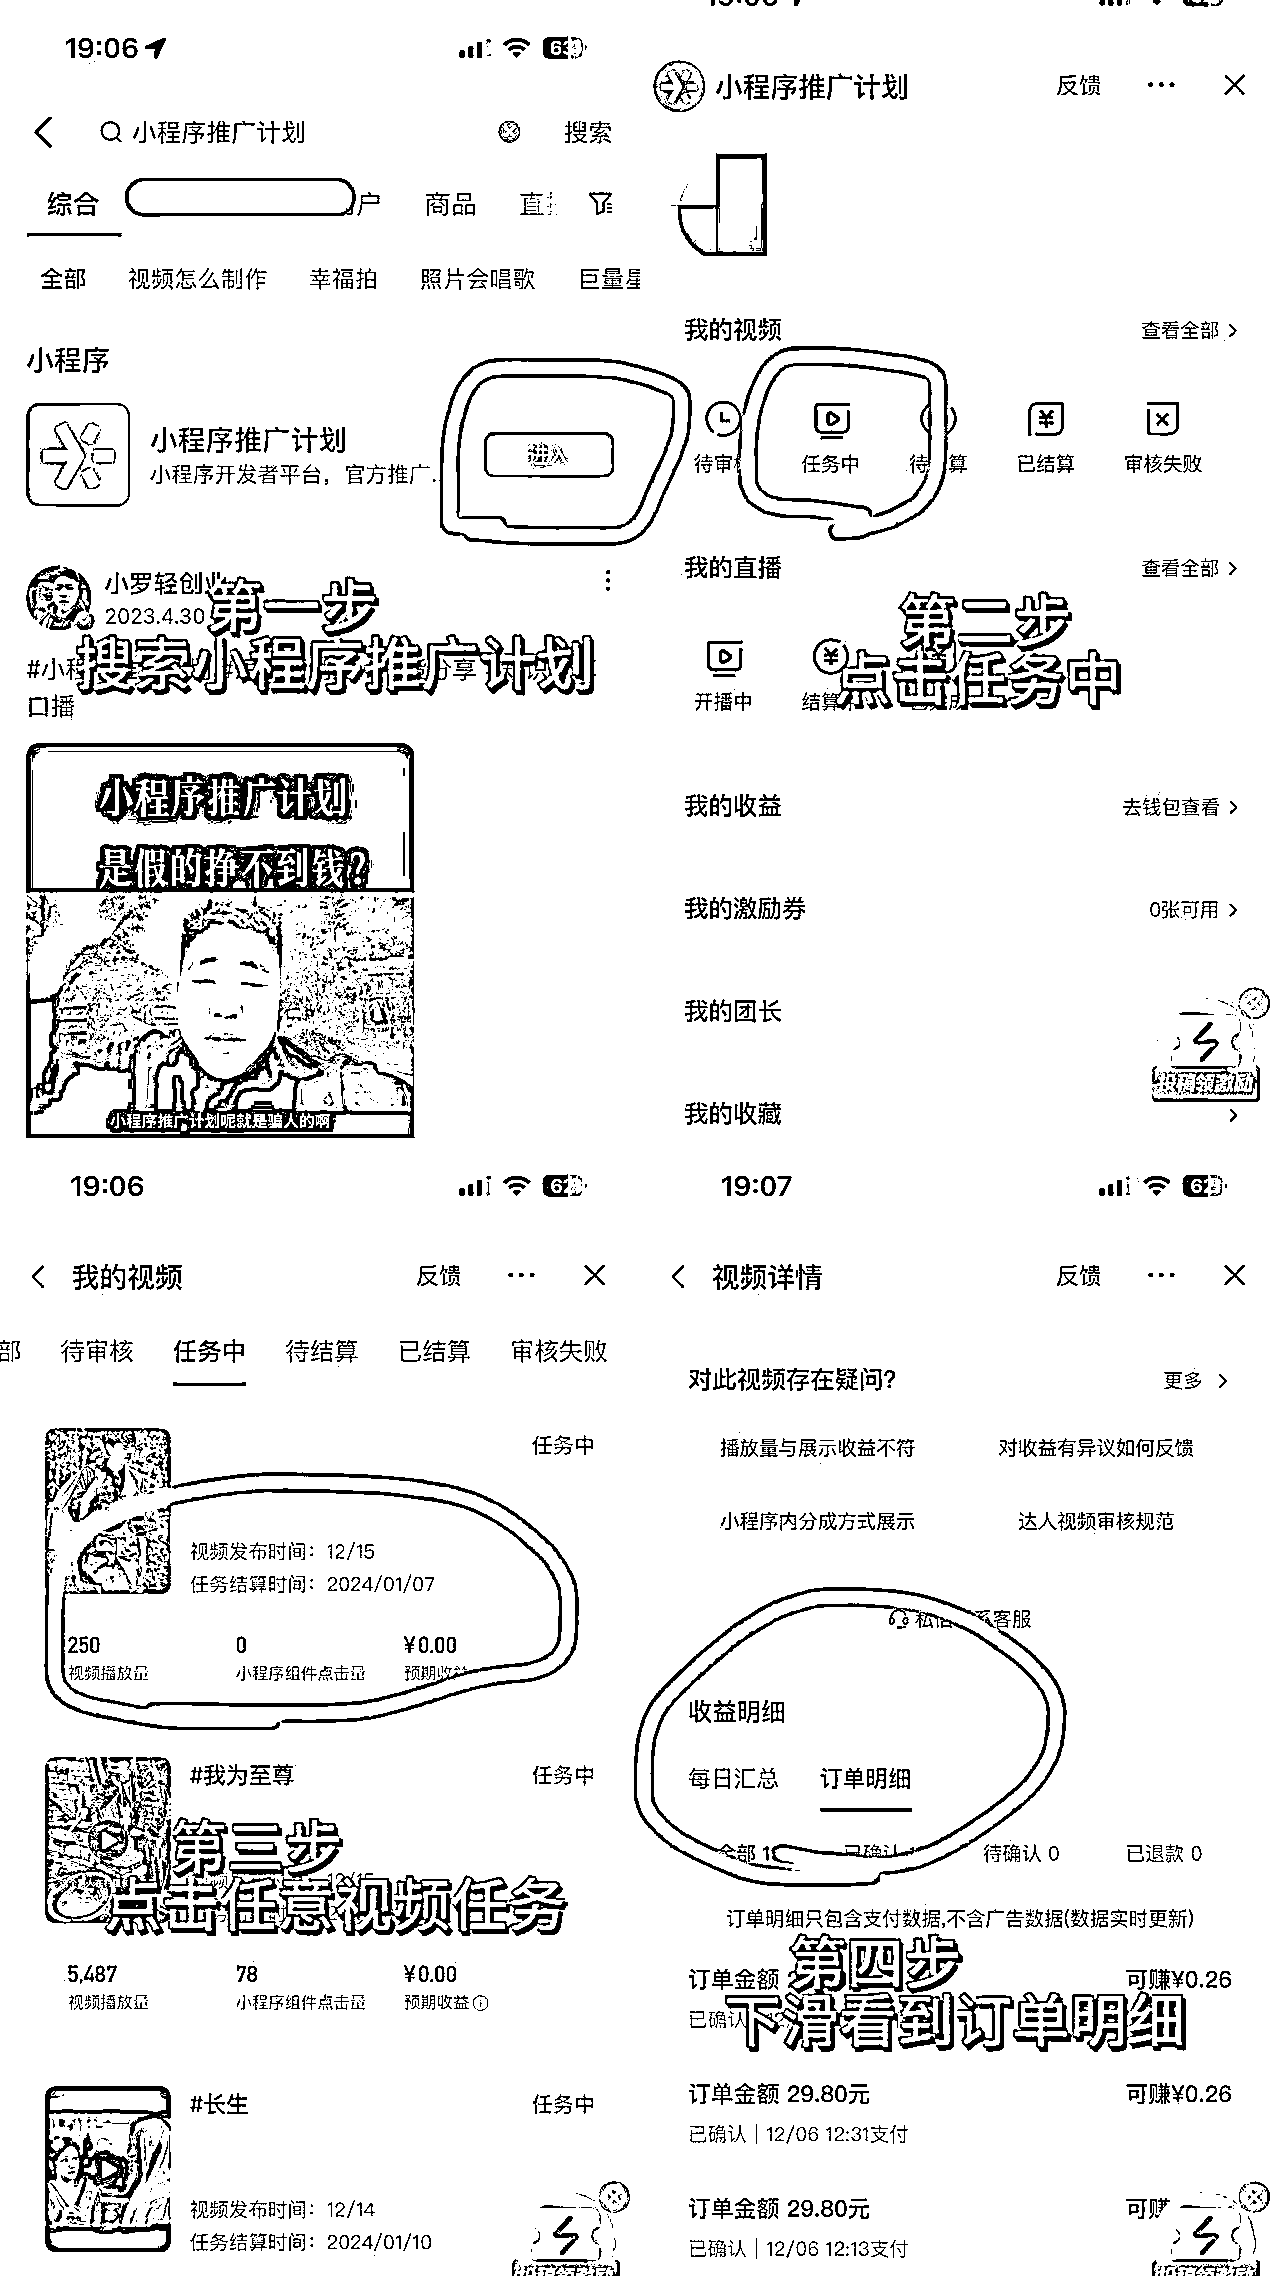 19:06
63
小程序推广计划
搜索
综合
户
商品
直
全部
视频怎么制作
幸福拍
照片会唱歌
巨量星
小程序
小程序推广计划
小程序开发者平台，官方推广...
进入
小罗轻创业
2023.4.30
第一步
搜索小程序推广计划
#小程
分享
口播
小程序推广计划
是假的挣不到钱?
小程序推广计划呢就是骗人的啊
小程序推广计划
反馈
我的视频
查看全部
待审
任务中
待
算
已结算
审核失败
我的直播
查看全部
第二步
点击任务中
开播中
结算
我的收益
去钱包查看
我的激励券
0张可用
我的团长
投稿领激励
我的收藏
19:06
62
我的视频
反馈
部
待审核
任务中
待结算
已结算
审核失败
任务中
视频发布时间：12/15
任务结算时间：2024/01/07
250
0
¥0.00
视频播放量
小程序组件点击量
预期收益
#我为至尊
任务中
第三步
点击任意视频任务
5,487
78
¥0.00
视频播放量
小程序组件点击量
预期收益
#长生
任务中
视频发布时间：12/14
任务结算时间：2024/01/10
19:07
62
视频详情
反馈
对此视频存在疑问?
更多
播放量与展示收益不符
对收益有异议如何反馈
小程序内分成方式展示
达人视频审核规范
私信
系客服
收益明细
每日汇总
订单明细
全部
已确认
待确认 0
已退款 0
订单明细只包含支付数据,不含广告数据(数据实时更新)
第四步
订单金额
可赚¥0.26
下滑看到订单明细
已确认
订单金额 29.80元
可赚¥0.26
已确认 | 12/06 12:31支付
订单金额 29.80元
可赚
已确认 | 12/06 12:13支付